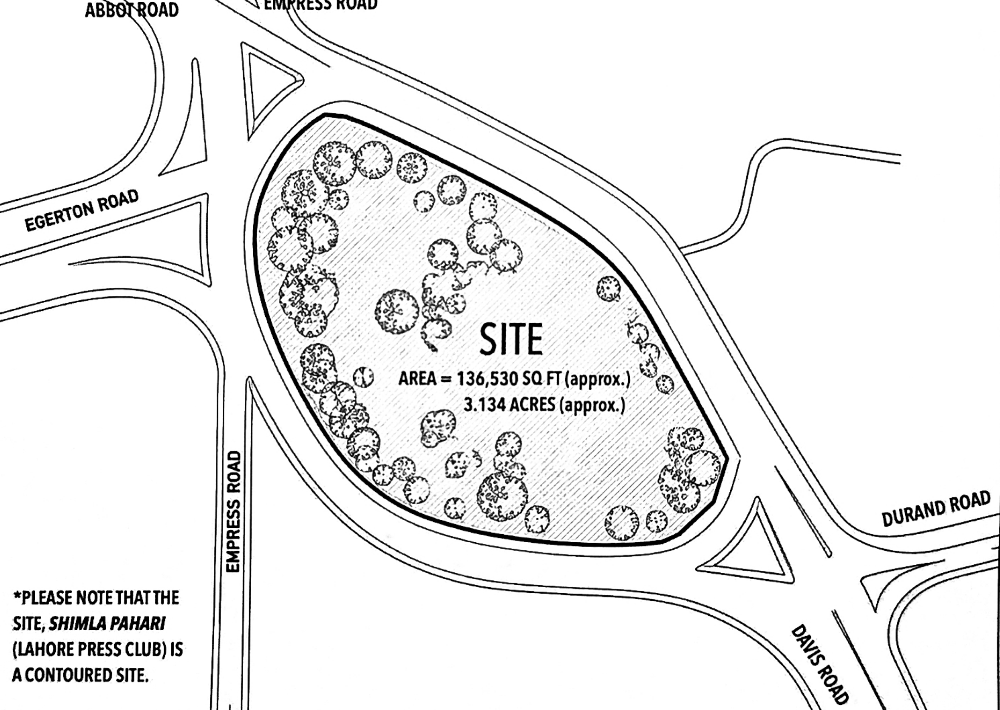 ABBOT ROAD
EMPRESS ROAD
EGERTON ROAD
SITE
AREA = 136,530 SQ FT (approx.)
3.134 ACRES (approx.)
EMPRESS ROAD
DURAND ROAD
DAVIS ROAD
*PLEASE NOTE THAT THE
SITE, SHIMLA PAHARI
(LAHORE PRESS CLUB) IS
A CONTOURED SITE.